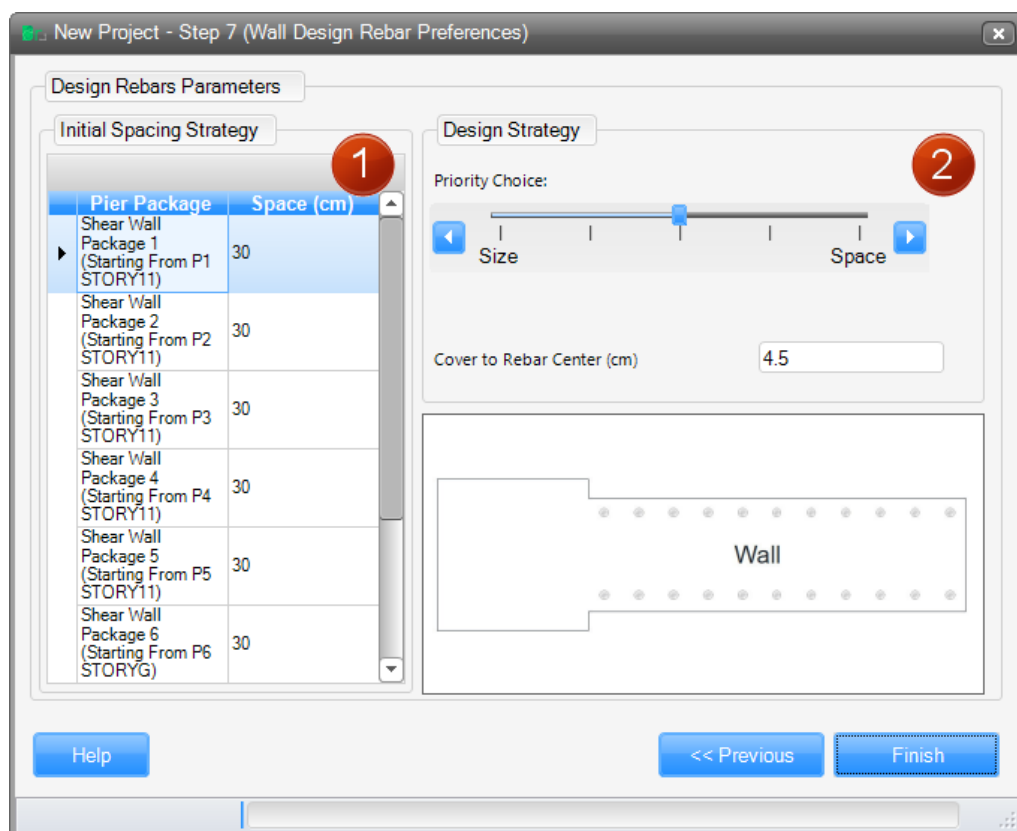 New Project - Step 7 (Wall Design Rebar Preferences)
Design Rebars Parameters
Initial Spacing Strategy
1
Pier Package Space (cm)
Shear Wall
Package 1
(Starting From P1
STORY11)
30
Shear Wall
Package 2
(Starting From P2
STORY11)
30
Shear Wall
Package 3
(Starting From P3
STORY11)
30
Shear Wall
Package 4
(Starting From P4
STORY11)
30
Shear Wall
Package 5
(Starting From P5
STORY11)
30
Shear Wall
Package 6
(Starting From P6
STORYG)
30
Design Strategy
2
Priority Choice:
Size Space
Cover to Rebar Center (cm) 4.5
Wall
Help
<< Previous
Finish